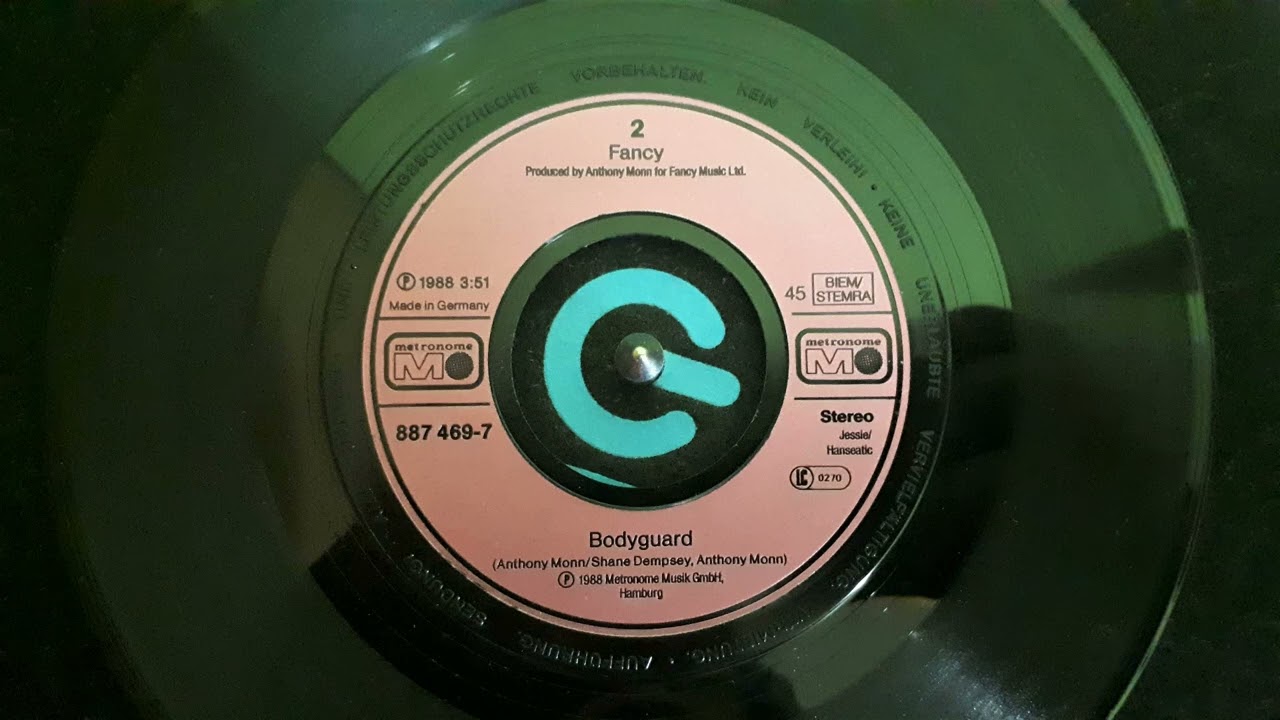 VORBEHALTEN. KEIN VERLEIH! • KEINE
VERVIELFÄLTIGUNG,
AUFFÜHRUNG,
SENDUNG!
2
Fancy
Produced by Anthony Monn for Fancy Music Ltd.
Ⓟ 1988 3:51
Made in Germany
45
BIEM/
STEMRA
metronome
M
metronome
M
887 469-7
Stereo
Jessie/
Hanseatic
LC 0270
Bodyguard
(Anthony Monn/Shane Dempsey, Anthony Monn)
Ⓟ 1988 Metronome Musik GmbH,
Hamburg